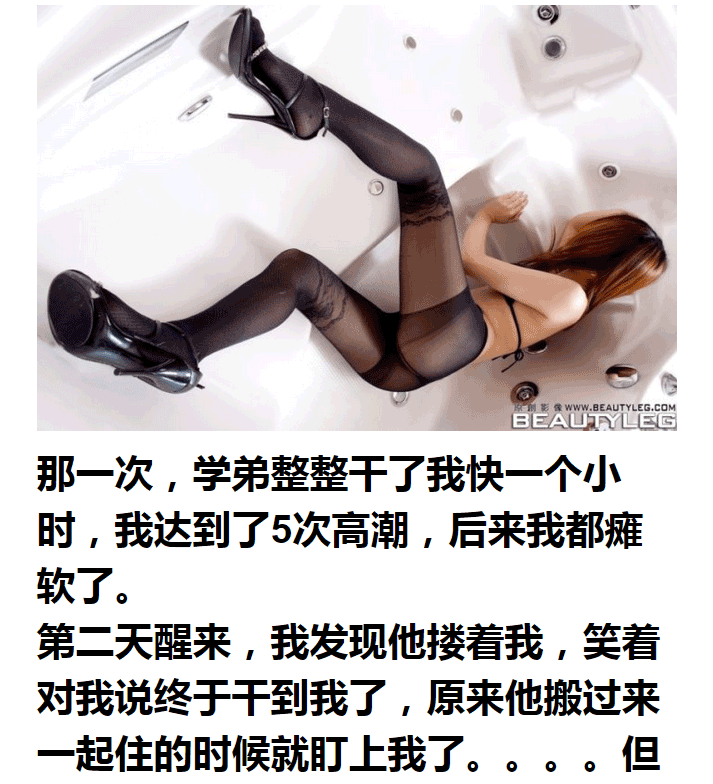 原創影像 WWW.BEAUTYLEG.COM
BEAUTYLEG
那一次，学弟整整干了我快一个小
时，我达到了5次高潮，后来我都瘫
软了。
第二天醒来，我发现他搂着我，笑着
对我说终于干到我了，原来他搬过来
一起住的时候就盯上我了。。。。但